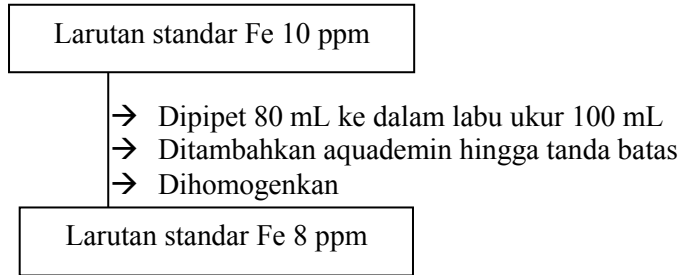 Larutan standar Fe 10 ppm
→ Dipipet 80 mL ke dalam labu ukur 100 mL
→ Ditambahkan aquademin hingga tanda batas
→ Dihomogenkan
Larutan standar Fe 8 ppm